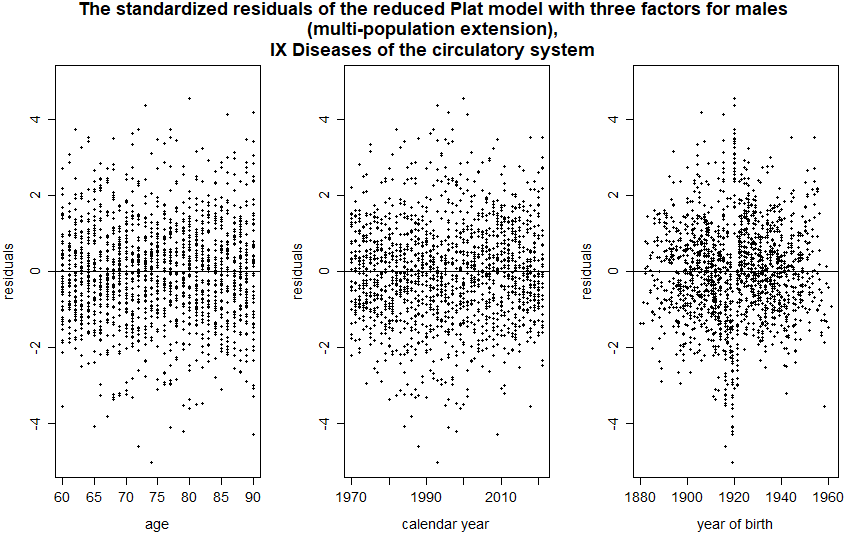 The standardized residuals of the reduced Plat model with three factors for males
(multi-population extension),
IX Diseases of the circulatory system
residuals
-4 -2 0 2 4
60 65 70 75 80 85 90
age
residuals
-4 -2 0 2 4
1970 1990 2010
calendar year
residuals
-4 -2 0 2 4
1880 1900 1920 1940 1960
year of birth